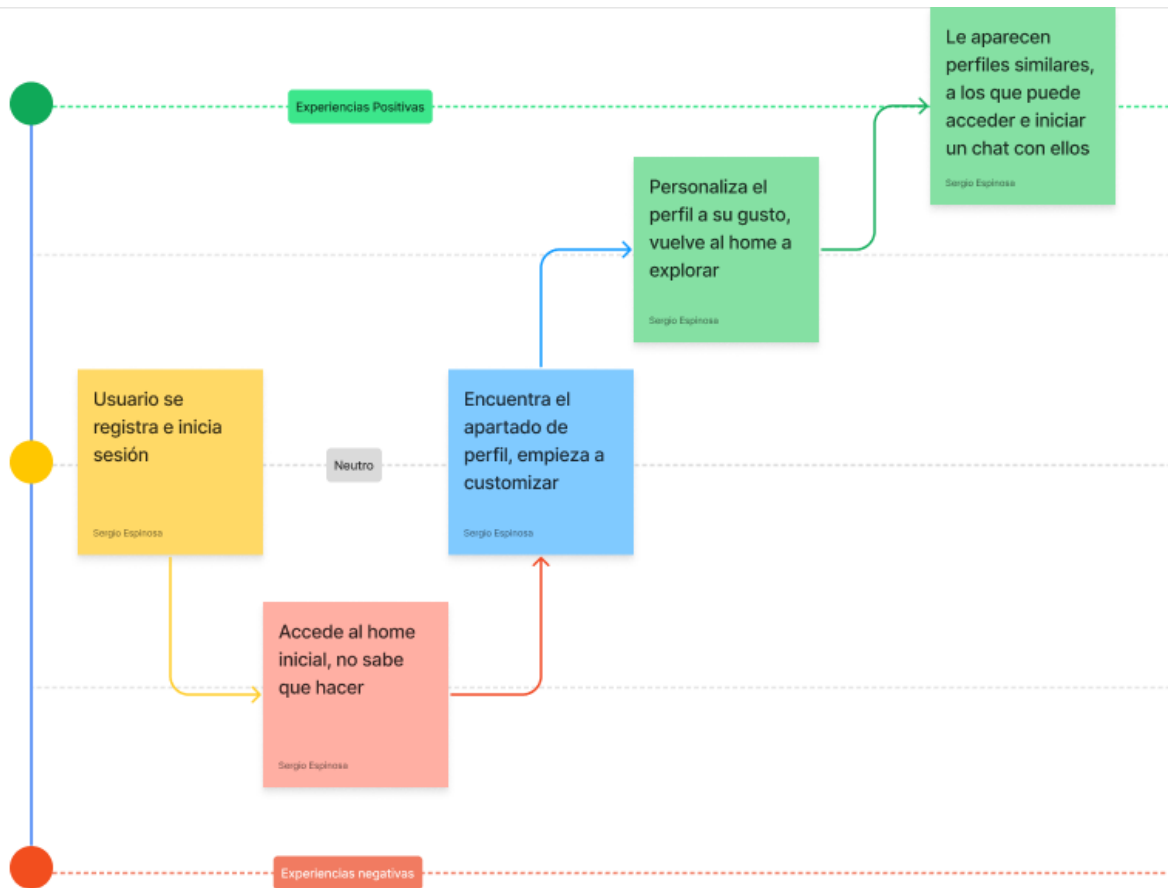 Le aparecen
perfiles similares,
a los que puede
acceder e iniciar
un chat con ellos
Sergio Espinosa
Experiencias Positivas
Personaliza el
perfil a su gusto,
vuelve al home a
explorar
Sergio Espinosa
Usuario se
registra e inicia
sesión
Sergio Espinosa
Neutro
Encuentra el
apartado de
perfil, empieza a
customizar
Sergio Espinosa
Accede al home
inicial, no sabe
que hacer
Sergio Espinosa
Experiencias negativas